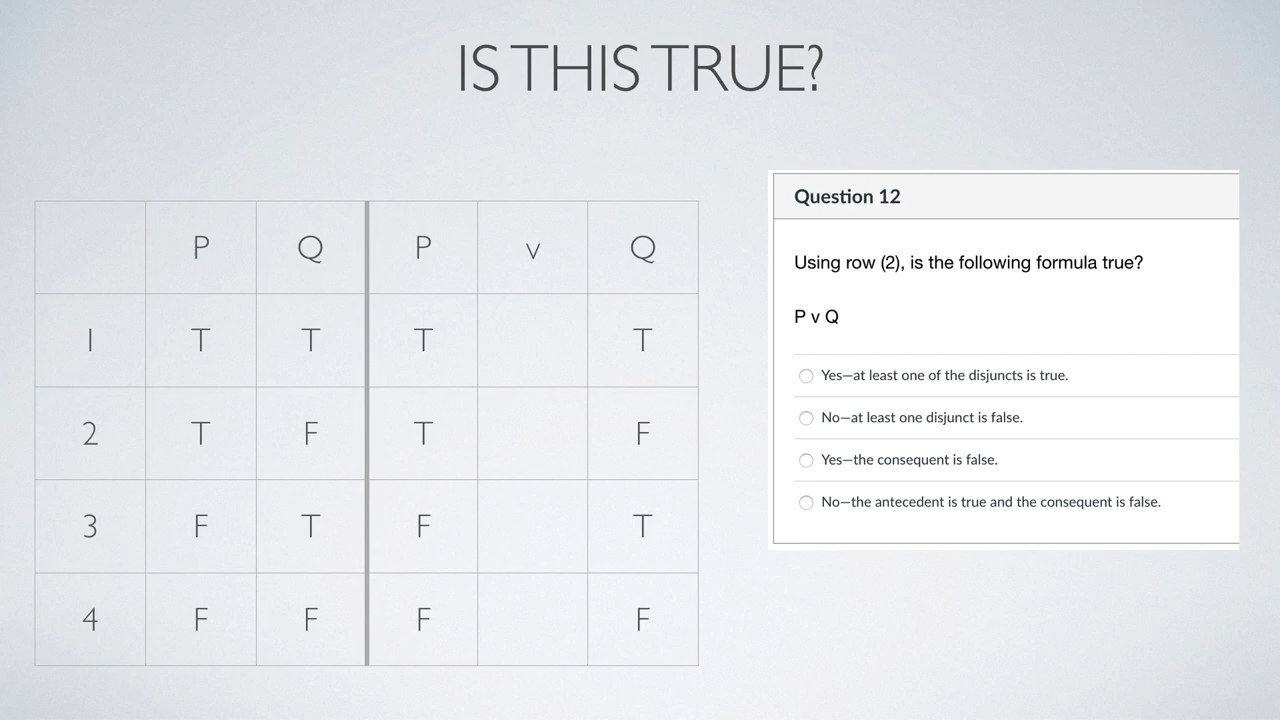 IS THIS TRUE?
P Q P v Q
1 T T T T
2 T F T F
3 F T F T
4 F F F F
Question 12
Using row (2), is the following formula true?
P v Q
Yes—at least one of the disjuncts is true.
No—at least one disjunct is false.
Yes—the consequent is false.
No—the antecedent is true and the consequent is false.